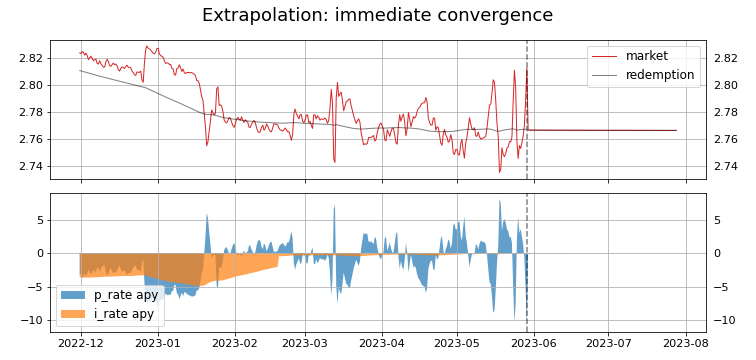 Extrapolation: immediate convergence
2.82 2.82
2.80 2.80
2.78 2.78
2.76 2.76
2.74 2.74
market
redemption
5 5
0 0
−5 −5
−10 −10
p_rate apy
i_rate apy
2022-12 2023-01 2023-02 2023-03 2023-04 2023-05 2023-06 2023-07 2023-08